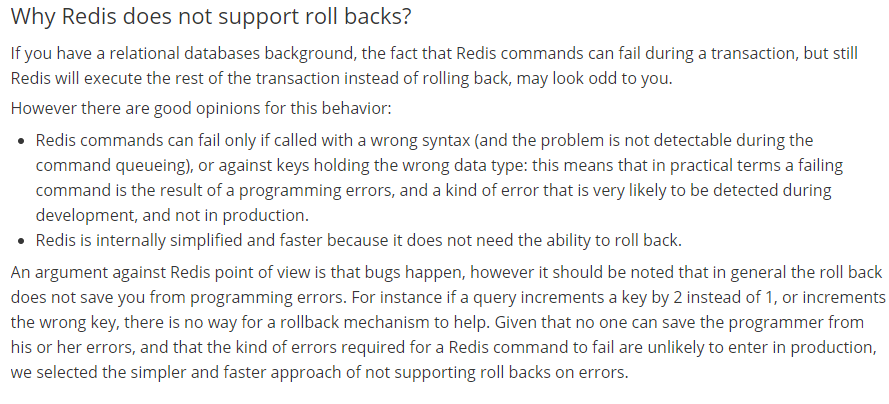 Why Redis does not support roll backs?
If you have a relational databases background, the fact that Redis commands can fail during a transaction, but still
Redis will execute the rest of the transaction instead of rolling back, may look odd to you.
However there are good opinions for this behavior:
• Redis commands can fail only if called with a wrong syntax (and the problem is not detectable during the
command queueing), or against keys holding the wrong data type: this means that in practical terms a failing
command is the result of a programming errors, and a kind of error that is very likely to be detected during
development, and not in production.
• Redis is internally simplified and faster because it does not need the ability to roll back.
An argument against Redis point of view is that bugs happen, however it should be noted that in general the roll back
does not save you from programming errors. For instance if a query increments a key by 2 instead of 1, or increments
the wrong key, there is no way for a rollback mechanism to help. Given that no one can save the programmer from
his or her errors, and that the kind of errors required for a Redis command to fail are unlikely to enter in production,
we selected the simpler and faster approach of not supporting roll backs on errors.